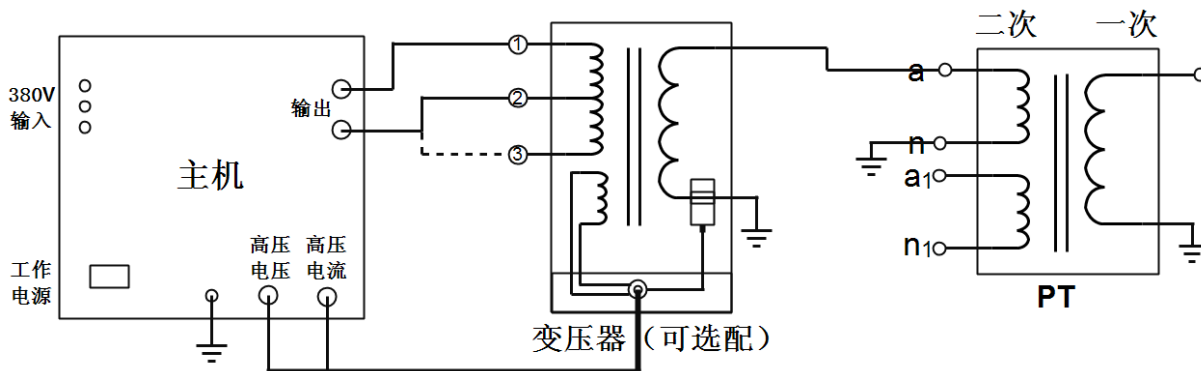 380V
输入
输出
主机
高压
电压
高压
电流
工作
电源
①
②
③
变压器（可选配）
二次
一次
a
n
a₁
n₁
PT